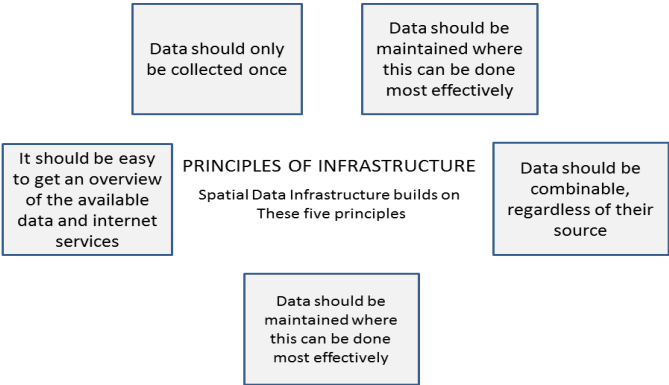 Data should only
be collected once
Data should be
maintained where
this can be done
most effectively
It should be easy
to get an overview
of the available
data and internet
services
PRINCIPLES OF INFRASTRUCTURE
Spatial Data Infrastructure builds on
These five principles
Data should be
combinable,
regardless of their
source
Data should be
maintained where
this can be done
most effectively